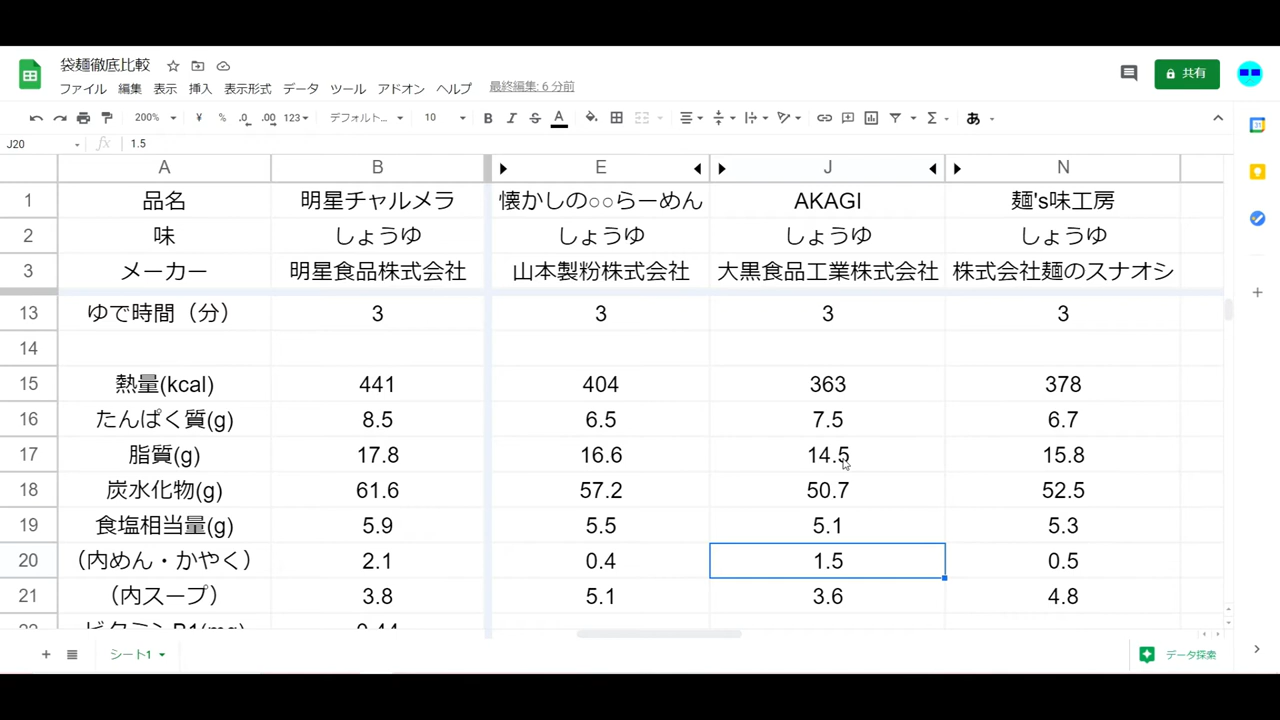 袋麺徹底比較
ファイル 編集 表示 挿入 表示形式 データ ツール アドオン ヘルプ 最終編集: 6 分前
共有
200% ¥ % .0 .00 123 デフォルト... 10 B I S A Σ あ
J20 fx 1.5
A B E J N
1 品名 明星チャルメラ 懐かしの○○らーめん AKAGI 麺's味工房
2 味 しょうゆ しょうゆ しょうゆ しょうゆ
3 メーカー 明星食品株式会社 山本製粉株式会社 大黒食品工業株式会社 株式会社麺のスナオシ
13 ゆで時間（分） 3 3 3 3
14
15 熱量(kcal) 441 404 363 378
16 たんぱく質(g) 8.5 6.5 7.5 6.7
17 脂質(g) 17.8 16.6 14.5 15.8
18 炭水化物(g) 61.6 57.2 50.7 52.5
19 食塩相当量(g) 5.9 5.5 5.1 5.3
20 （内めん・かやく） 2.1 0.4 1.5 0.5
21 （内スープ） 3.8 5.1 3.6 4.8
22 ビタミンB1(mg) 0.44
シート1 データ探索